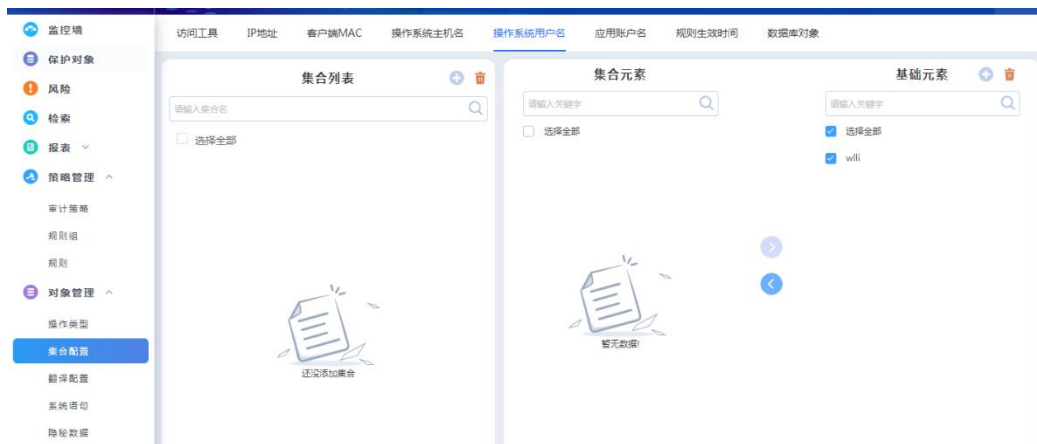 监控墙
保护对象
风险
检索
报表
策略管理
审计策略
规则组
规则
对象管理
操作类型
集合配置
翻译配置
系统语句
隐秘数据
访问工具 IP地址 客户端MAC 操作系统主机名 操作系统用户名 应用账户名 规则生效时间 数据库对象
集合列表
请输入集合名
选择全部
还没添加集合
集合元素
请输入关键字
选择全部
暂无数据!
基础元素
请输入关键字
选择全部
wlli